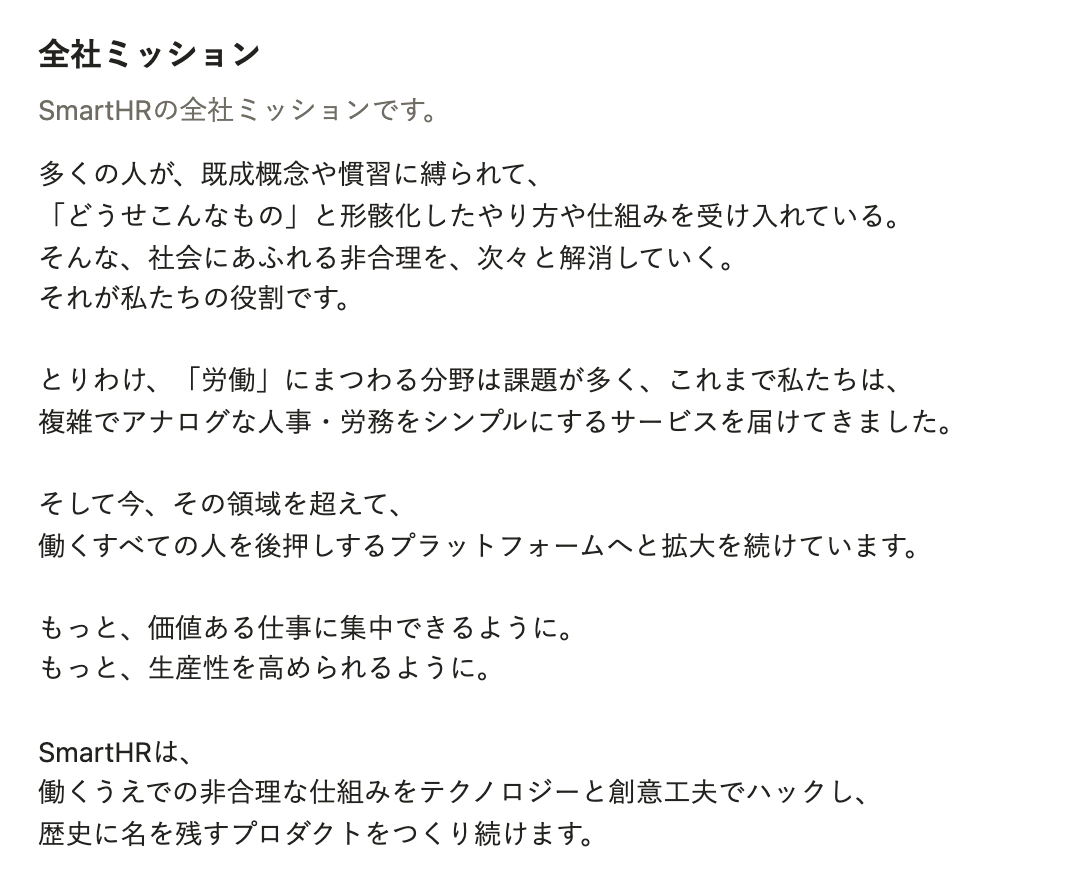 全社ミッション
SmartHRの全社ミッションです。
多くの人が、既成概念や慣習に縛られて、
「どうせこんなもの」と形骸化したやり方や仕組みを受け入れている。
そんな、社会にあふれる非合理を、次々と解消していく。
それが私たちの役割です。
とりわけ、「労働」にまつわる分野は課題が多く、これまで私たちは、
複雑でアナログな人事・労務をシンプルにするサービスを届けてきました。
そして今、その領域を超えて、
働くすべての人を後押しするプラットフォームへと拡大を続けています。
もっと、価値ある仕事に集中できるように。
もっと、生産性を高められるように。
SmartHRは、
働くうえでの非合理な仕組みをテクノロジーと創意工夫でハックし、
歴史に名を残すプロダクトをつくり続けます。